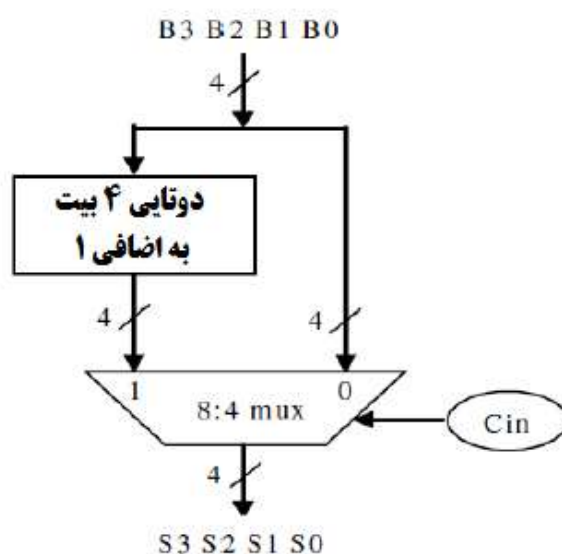 B3 B2 B1 B0
4
دوتایی ۴ بیت
به اضافی ۱
4 4
1 0
8:4 mux
Cin
4
S3 S2 S1 S0